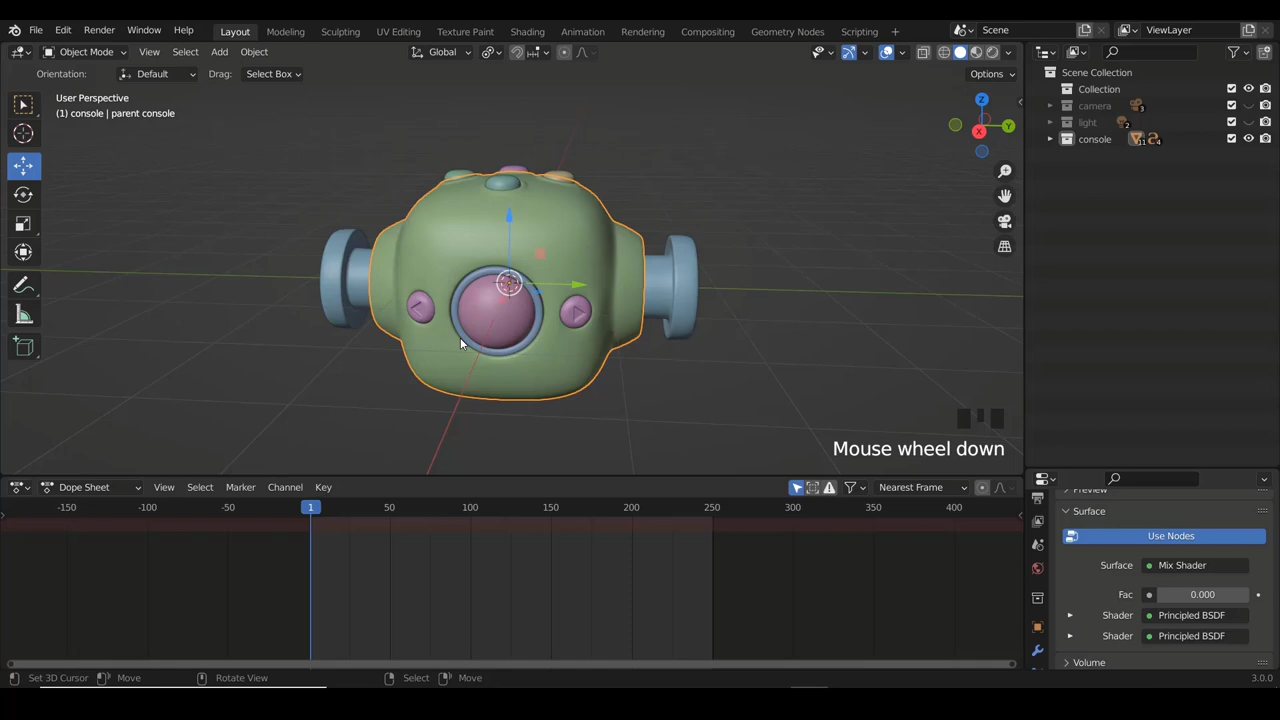 File Edit Render Window Help Layout Modeling Sculpting UV Editing Texture Paint Shading Animation Rendering Compositing Geometry Nodes Scripting + Scene ViewLayer
Object Mode View Select Add Object Global
Orientation: Default Drag: Select Box Options
User Perspective
(1) console | parent console
Z
Y
X
Scene Collection
Collection
camera 3
light 2
console 11 4
< >
Mouse wheel down
Dope Sheet View Select Marker Channel Key Nearest Frame
-150 -100 -50 1 50 100 150 200 250 300 350 400
Preview
Surface
Use Nodes
Surface Mix Shader
Fac 0.000
Shader Principled BSDF
Shader Principled BSDF
Volume
Set 3D Cursor Move Rotate View Select Move 3.0.0